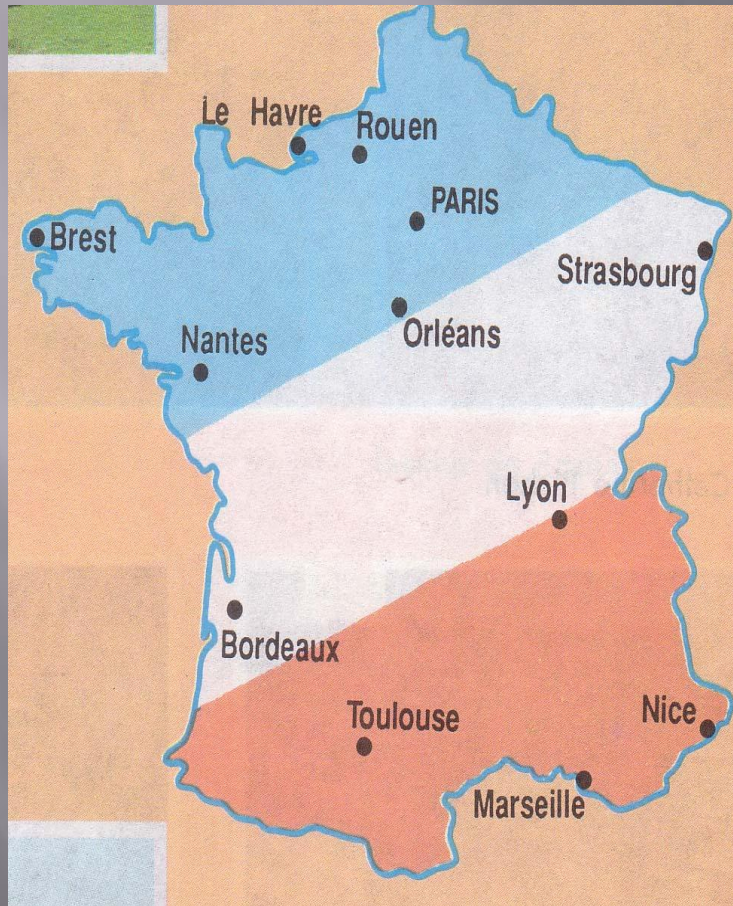 Le Havre
Rouen
PARIS
Brest
Strasbourg
Nantes
Orléans
Lyon
Bordeaux
Toulouse
Nice
Marseille